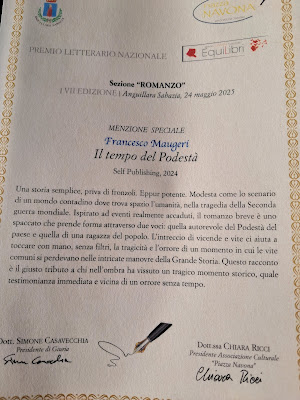 NAVONA
PREMIO LETTERARIO NAZIONALE
EquiLibri
Sezione "ROMANZO"
VII EDIZIONE | Anguillara Sabazia, 24 maggio 2025
MENZIONE SPECIALE
Francesco Maugeri
Il tempo del Podestà
Self Publishing, 2024
Una storia semplice, priva di fronzoli. Eppur potente. Modesta come lo scenario
di un mondo contadino dove trova spazio l'umanità, nella tragedia della Seconda
guerra mondiale. Ispirato ad eventi realmente accaduti, il romanzo breve è uno
spaccato che prende forma attraverso due voci: quella autorevole del Podestà del
paese e quella di una ragazza del popolo. L'intreccio di vicende e vite ci aiuta a
toccare con mano, senza filtri, la tragicità e l'orrore di un momento in cui le vite
comuni si perdevano nelle intricate manovre della Grande Storia. Questo racconto
è il giusto tributo a chi nell'ombra ha vissuto un tragico momento storico, quale
testimonianza immediata e vicina di un orrore senza tempo.
Dott. SIMONE CASAVECCHIA
Presidente di Giuria
Dott.ssa CHIARA RICCI
Presidente Associazione Culturale
"Piazza Navona"
Chiara Ricci